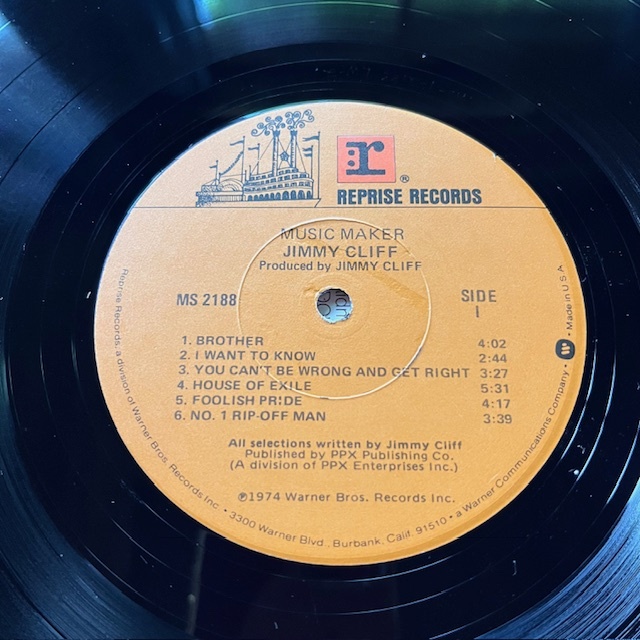 r
®
REPRISE RECORDS
MUSIC MAKER
JIMMY CLIFF
Produced by JIMMY CLIFF
MS 2188
SIDE
1
1. BROTHER 4:02
2. I WANT TO KNOW 2:44
3. YOU CAN'T BE WRONG AND GET RIGHT 3:27
4. HOUSE OF EXILE 5:31
5. FOOLISH PRIDE 4:17
6. NO. 1 RIP-OFF MAN 3:39
All selections written by Jimmy Cliff
Published by PPX Publishing Co.
(A division of PPX Enterprises Inc.)
℗1974 Warner Bros. Records Inc.
Reprise Records, a division of Warner Bros. Records Inc. • 3300 Warner Blvd., Burbank, Calif. 91510 • a Warner Communications Company • W • Made in U.S.A.